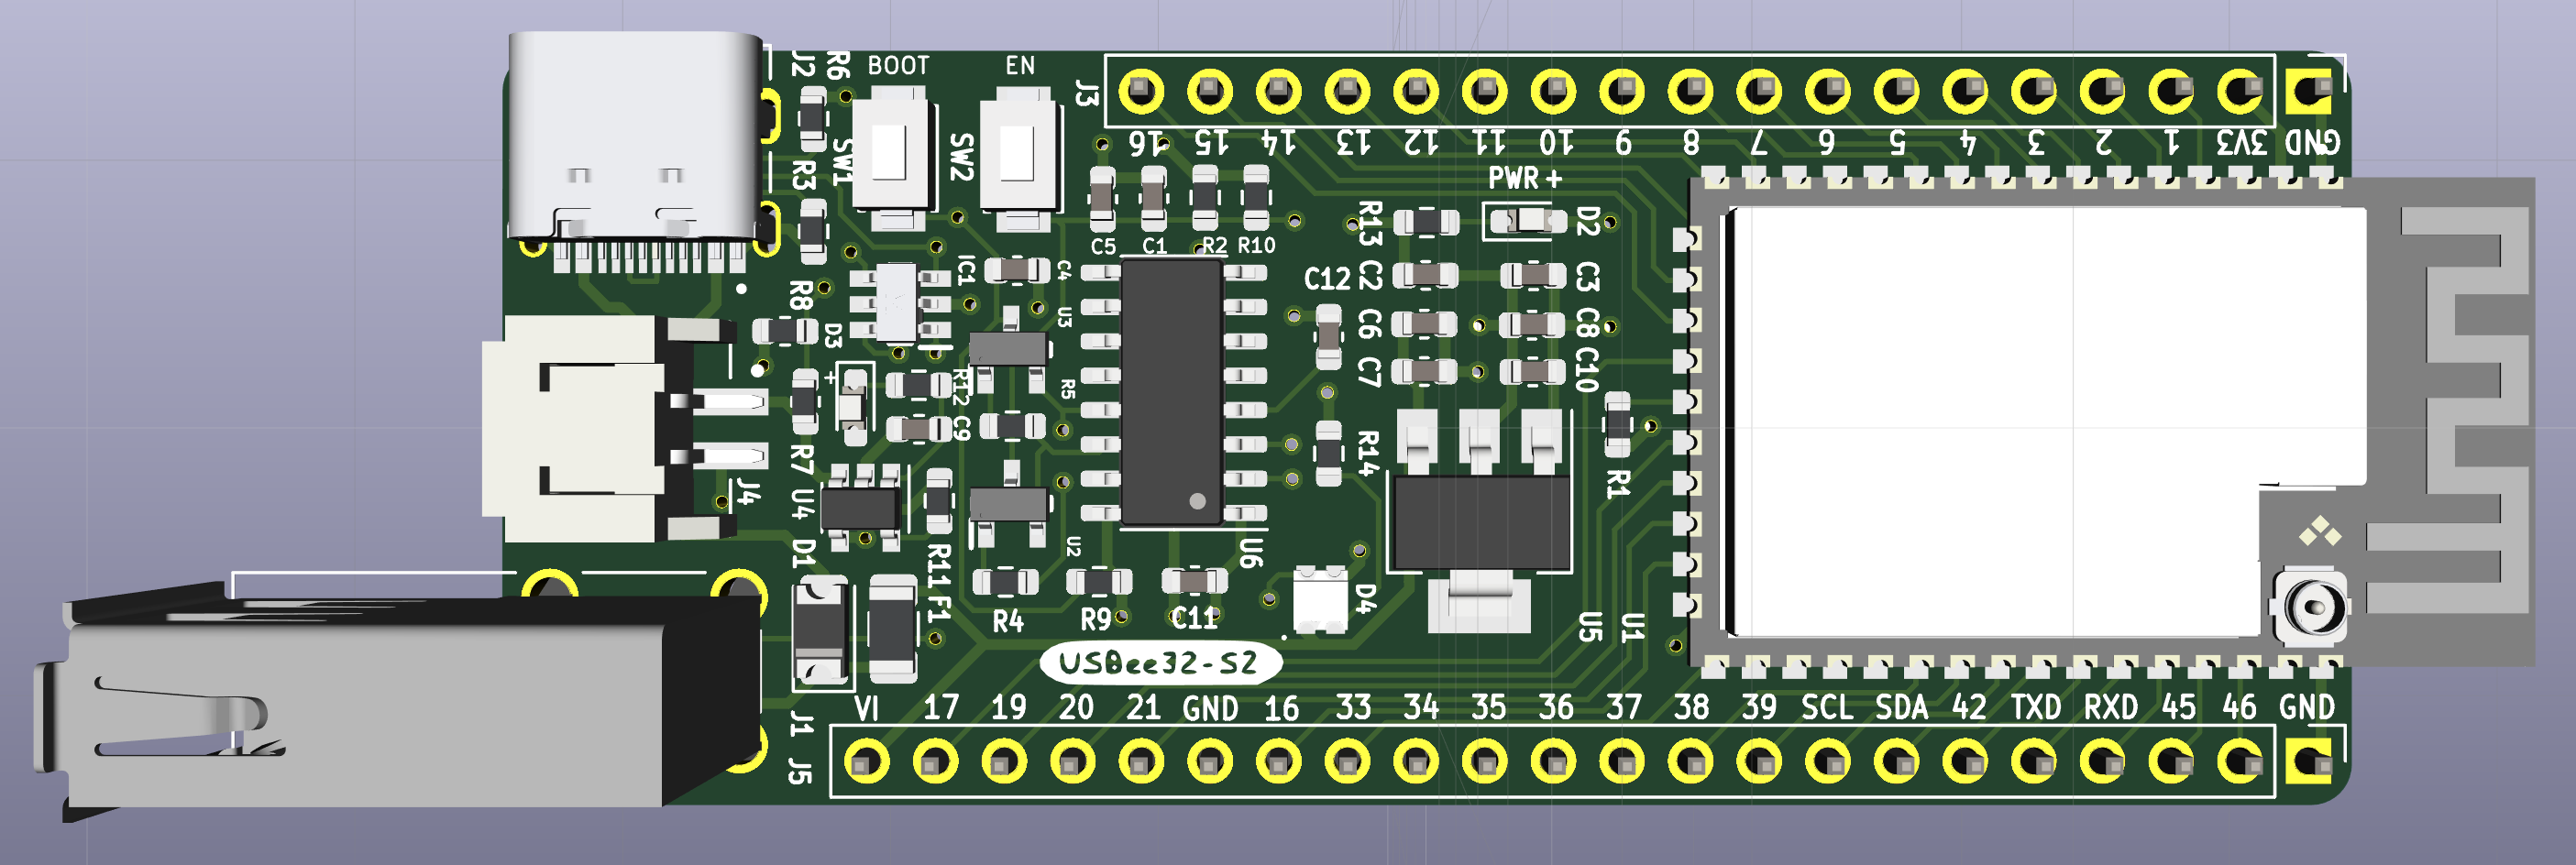 J2
R6
BOOT
EN
J3
16 15 14 13 12 11 10 9 8 7 6 5 4 3 2 1 3V3 GND
SW1
SW2
R3
PWR +
C5 C1 R2 R10
R13
D2
IC1
C4
C12
C2
C3
R8
D3
U3
C6
C8
+
R12
R5
C7
C10
C9
R7
R14
R1
J4
U4
D1
R11
U2
U6
F1
R4
R9
C11
D4
U5
U1
USBee32-S2
J1
VI 17 19 20 21 GND 16 33 34 35 36 37 38 39 SCL SDA 42 TXD RXD 45 46 GND
J5